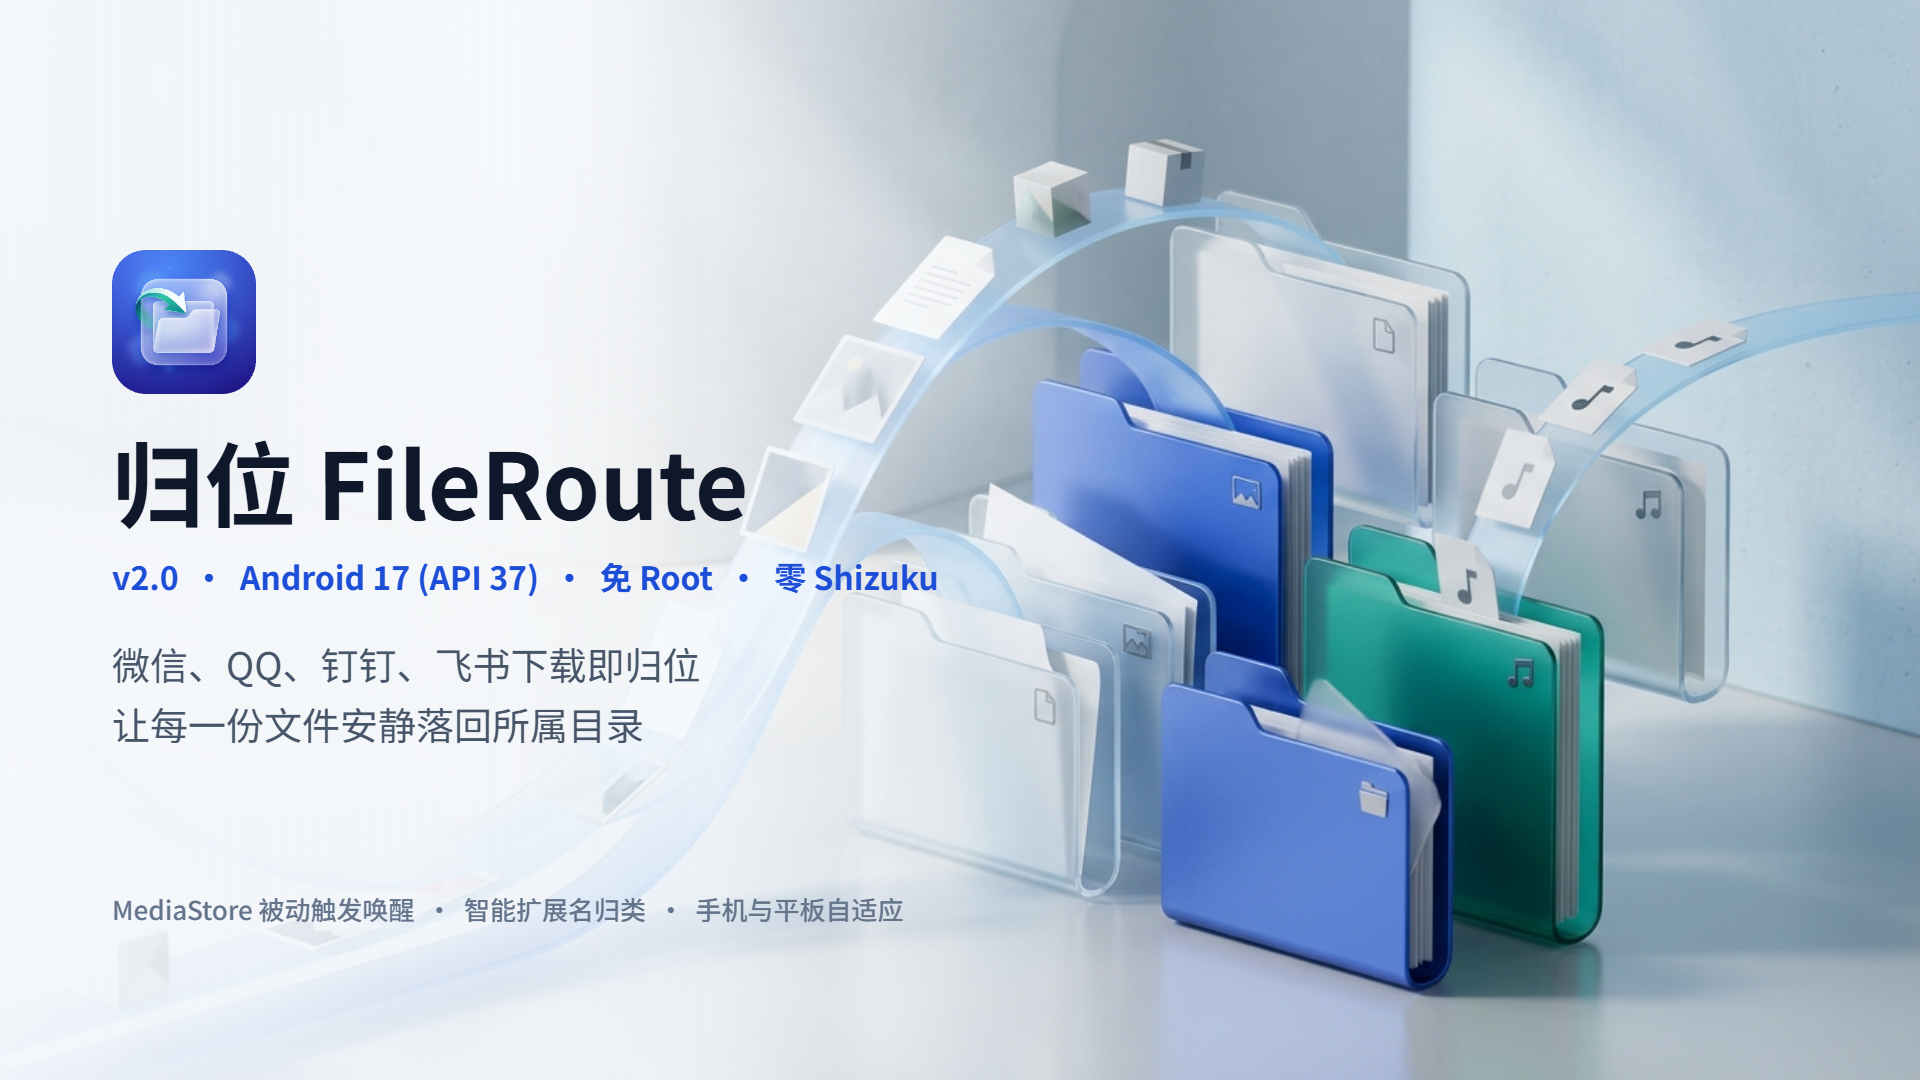 归位 FileRoute
v2.0 • Android 17 (API 37) • 免 Root • 零 Shizuku
微信、QQ、钉钉、飞书下载即归位
让每一份文件安静落回所属目录
MediaStore 被动触发唤醒 • 智能扩展名归类 • 手机与平板自适应